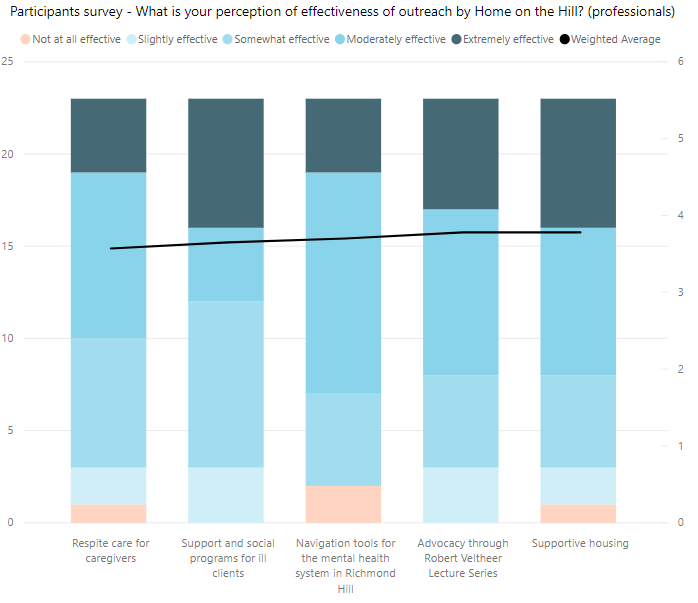 Participants survey - What is your perception of effectiveness of outreach by Home on the Hill? (professionals)
Not at all effective Slightly effective Somewhat effective Moderately effective Extremely effective Weighted Average
25
20
15
10
5
0
6
5
4
3
2
1
0
Respite care for
caregivers
Support and social
programs for ill
clients
Navigation tools for
the mental health
system in Richmond
Hill
Advocacy through
Robert Veltheer
Lecture Series
Supportive housing